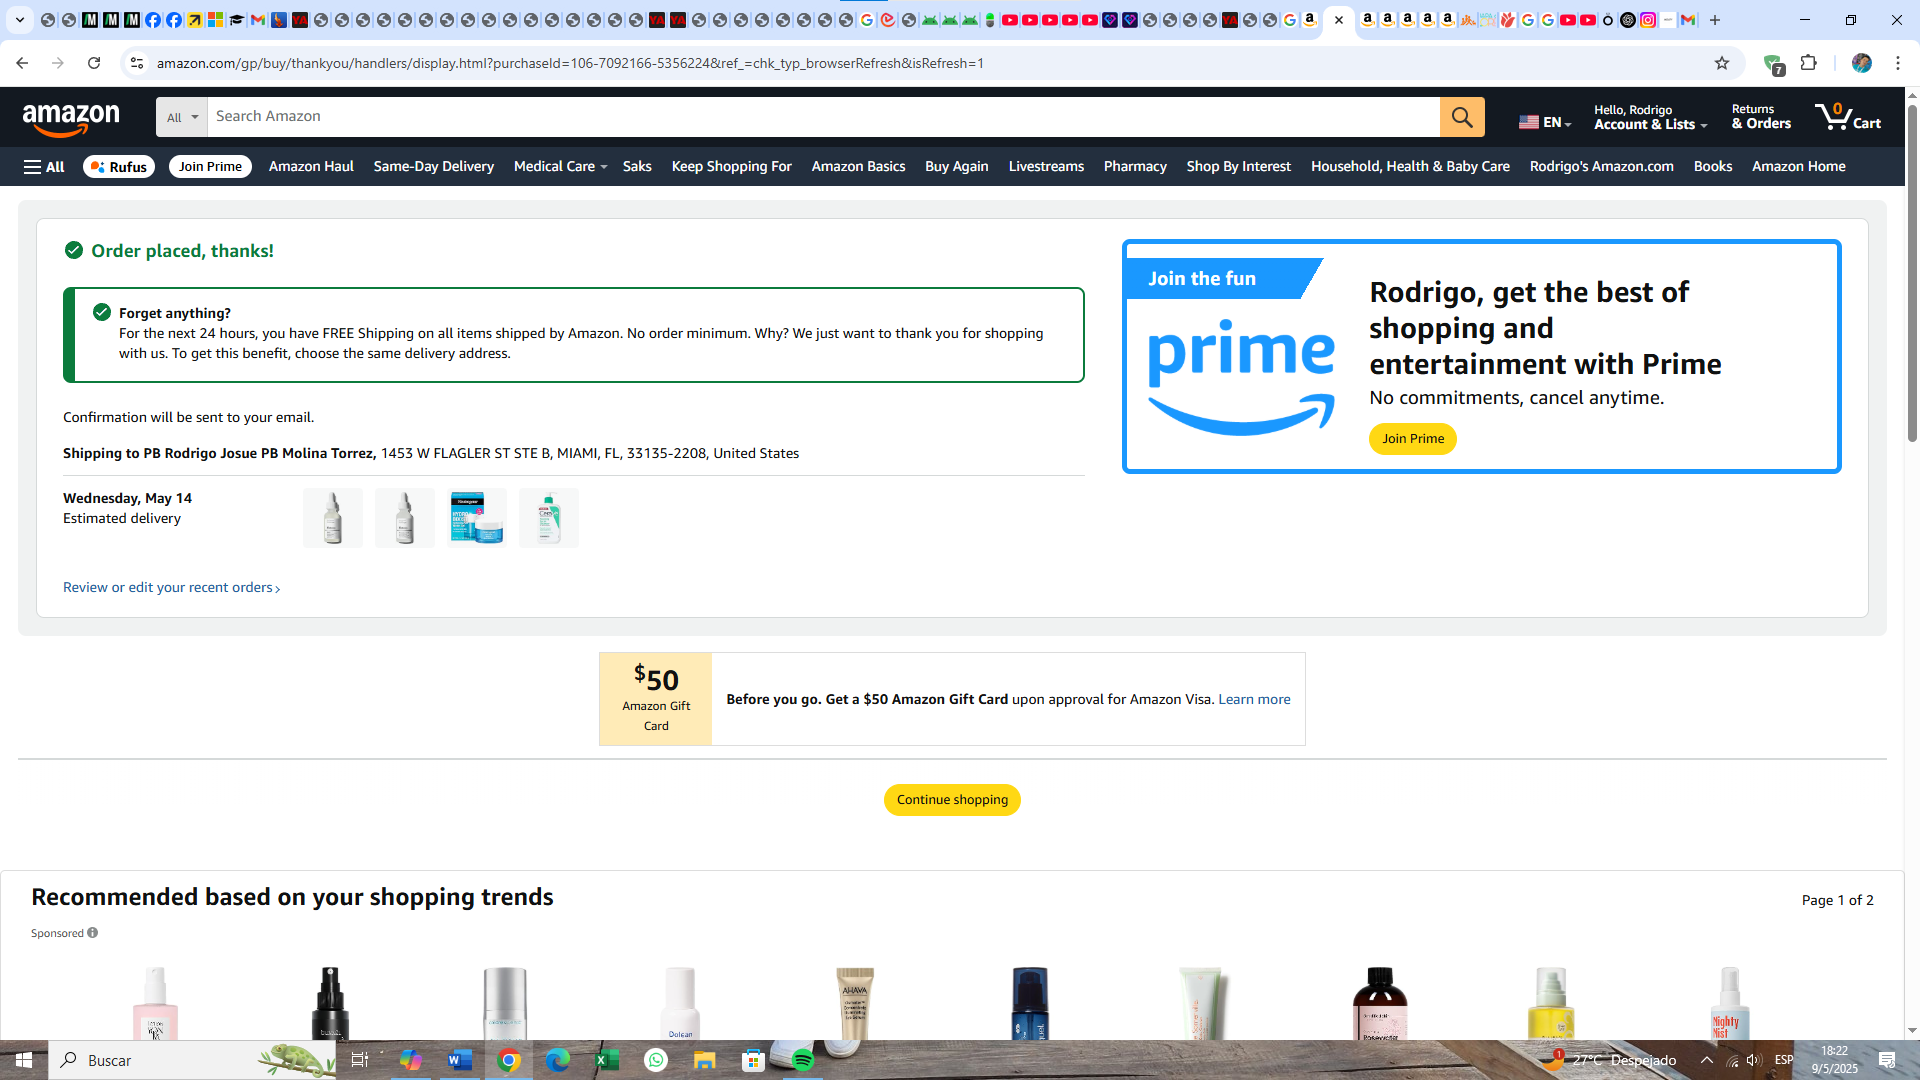 amazon.com/gp/buy/thankyou/handlers/display.html?purchaseId=106-7092166-5356224&ref_=chk_typ_browserRefresh&isRefresh=1
7
amazon
All
Search Amazon
EN
Hello, Rodrigo
Account & Lists
Returns
& Orders
0
Cart
All
Rufus
Join Prime
Amazon Haul
Same-Day Delivery
Medical Care
Saks
Keep Shopping For
Amazon Basics
Buy Again
Livestreams
Pharmacy
Shop By Interest
Household, Health & Baby Care
Rodrigo's Amazon.com
Books
Amazon Home
Order placed, thanks!
Forget anything?
For the next 24 hours, you have FREE Shipping on all items shipped by Amazon. No order minimum. Why? We just want to thank you for shopping
with us. To get this benefit, choose the same delivery address.
Confirmation will be sent to your email.
Shipping to PB Rodrigo Josue PB Molina Torrez, 1453 W FLAGLER ST STE B, MIAMI, FL, 33135-2208, United States
Wednesday, May 14
Estimated delivery
Review or edit your recent orders ›
Join the fun
prime
Rodrigo, get the best of
shopping and
entertainment with Prime
No commitments, cancel anytime.
Join Prime
$50
Amazon Gift
Card
Before you go. Get a $50 Amazon Gift Card upon approval for Amazon Visa. Learn more
Continue shopping
Recommended based on your shopping trends
Page 1 of 2
Sponsored
AHAVA
Nighty
Mist
Buscar
1
27°C Despejado
ESP
18:22
9/5/2025